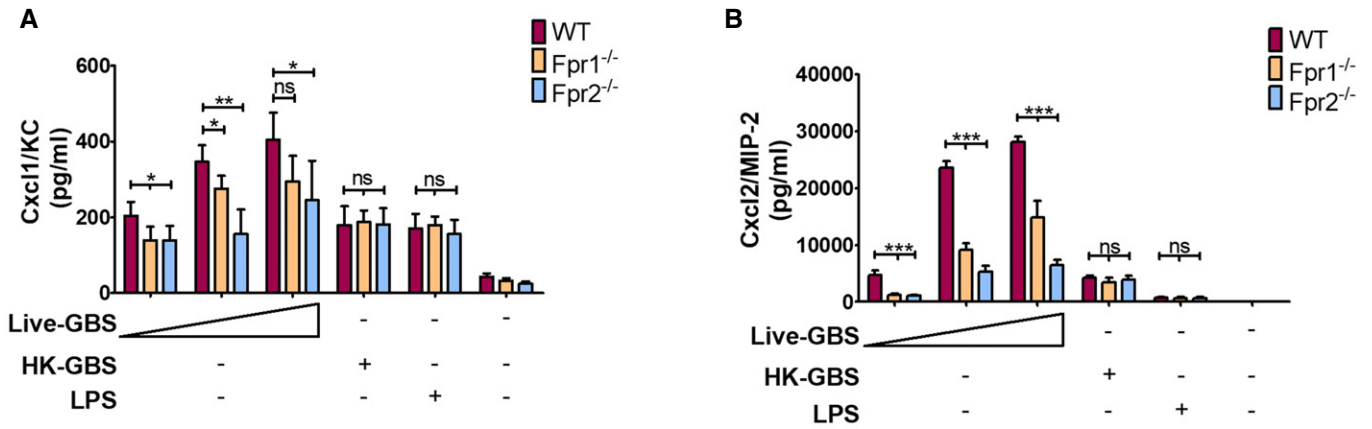 A
WT
Fpr1-/-
Fpr2-/-
Cxcl1/KC
(pg/ml)
600
400
200
0
*
**
*
*
ns
ns
ns
Live-GBS - - -
HK-GBS - + - -
LPS - - + -
B
WT
Fpr1-/-
Fpr2-/-
Cxcl2/MIP-2
(pg/ml)
40000
30000
20000
10000
0
***
***
***
ns
ns
Live-GBS - - -
HK-GBS - + - -
LPS - - + -